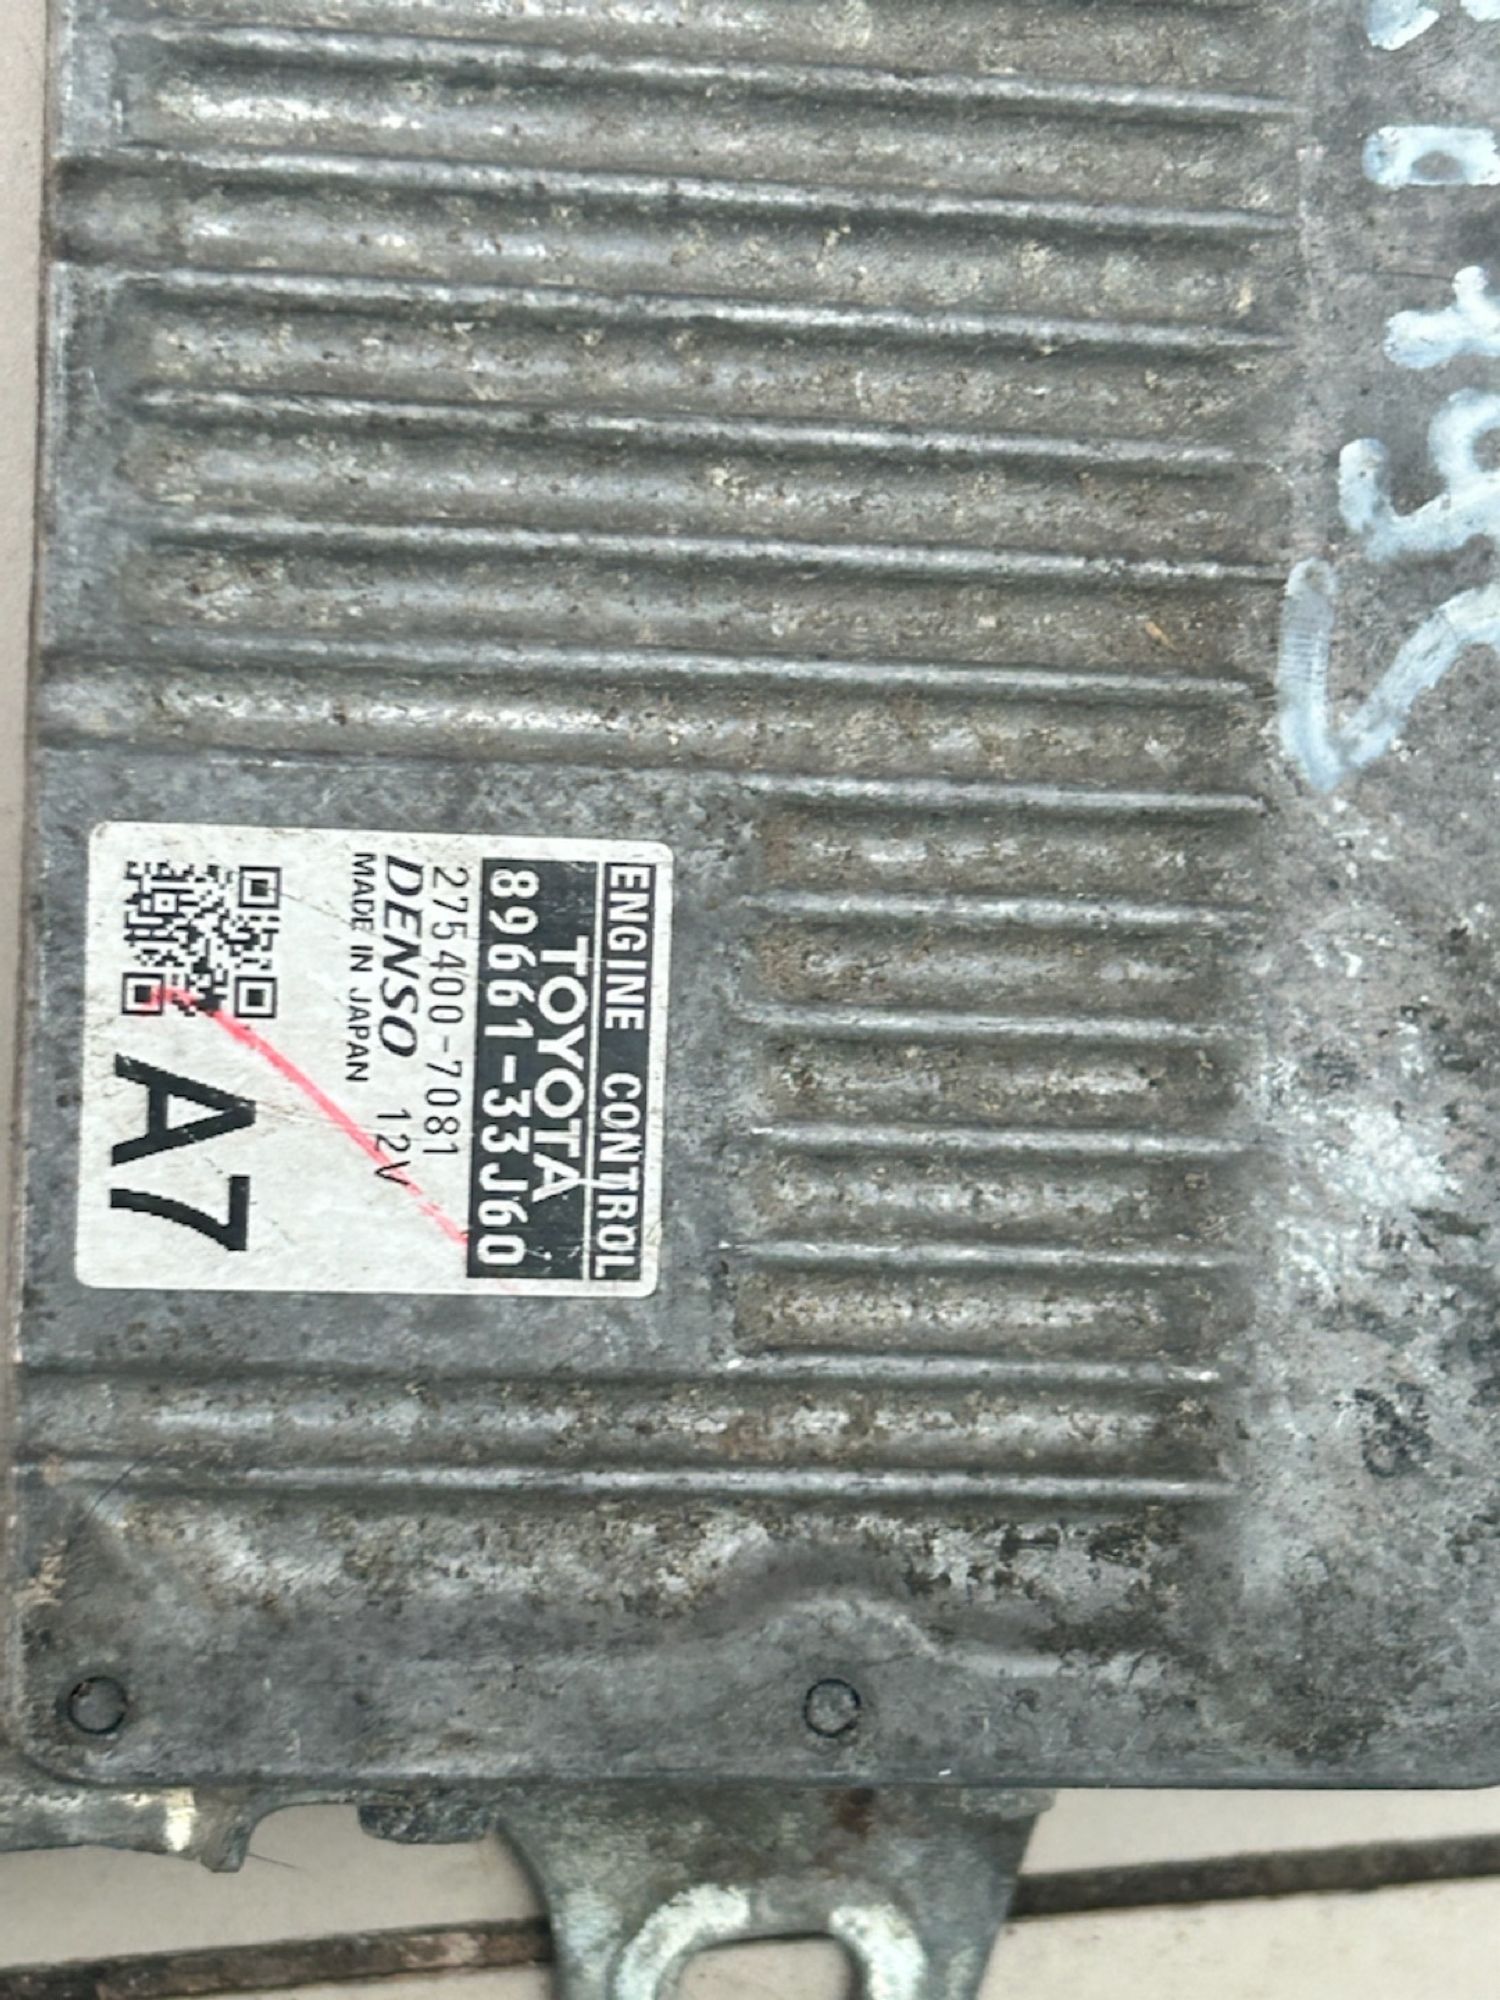 ENGINE CONTROL
TOYOTA
89661-33J60
275400-7081
DENSO 12V
MADE IN JAPAN
A7